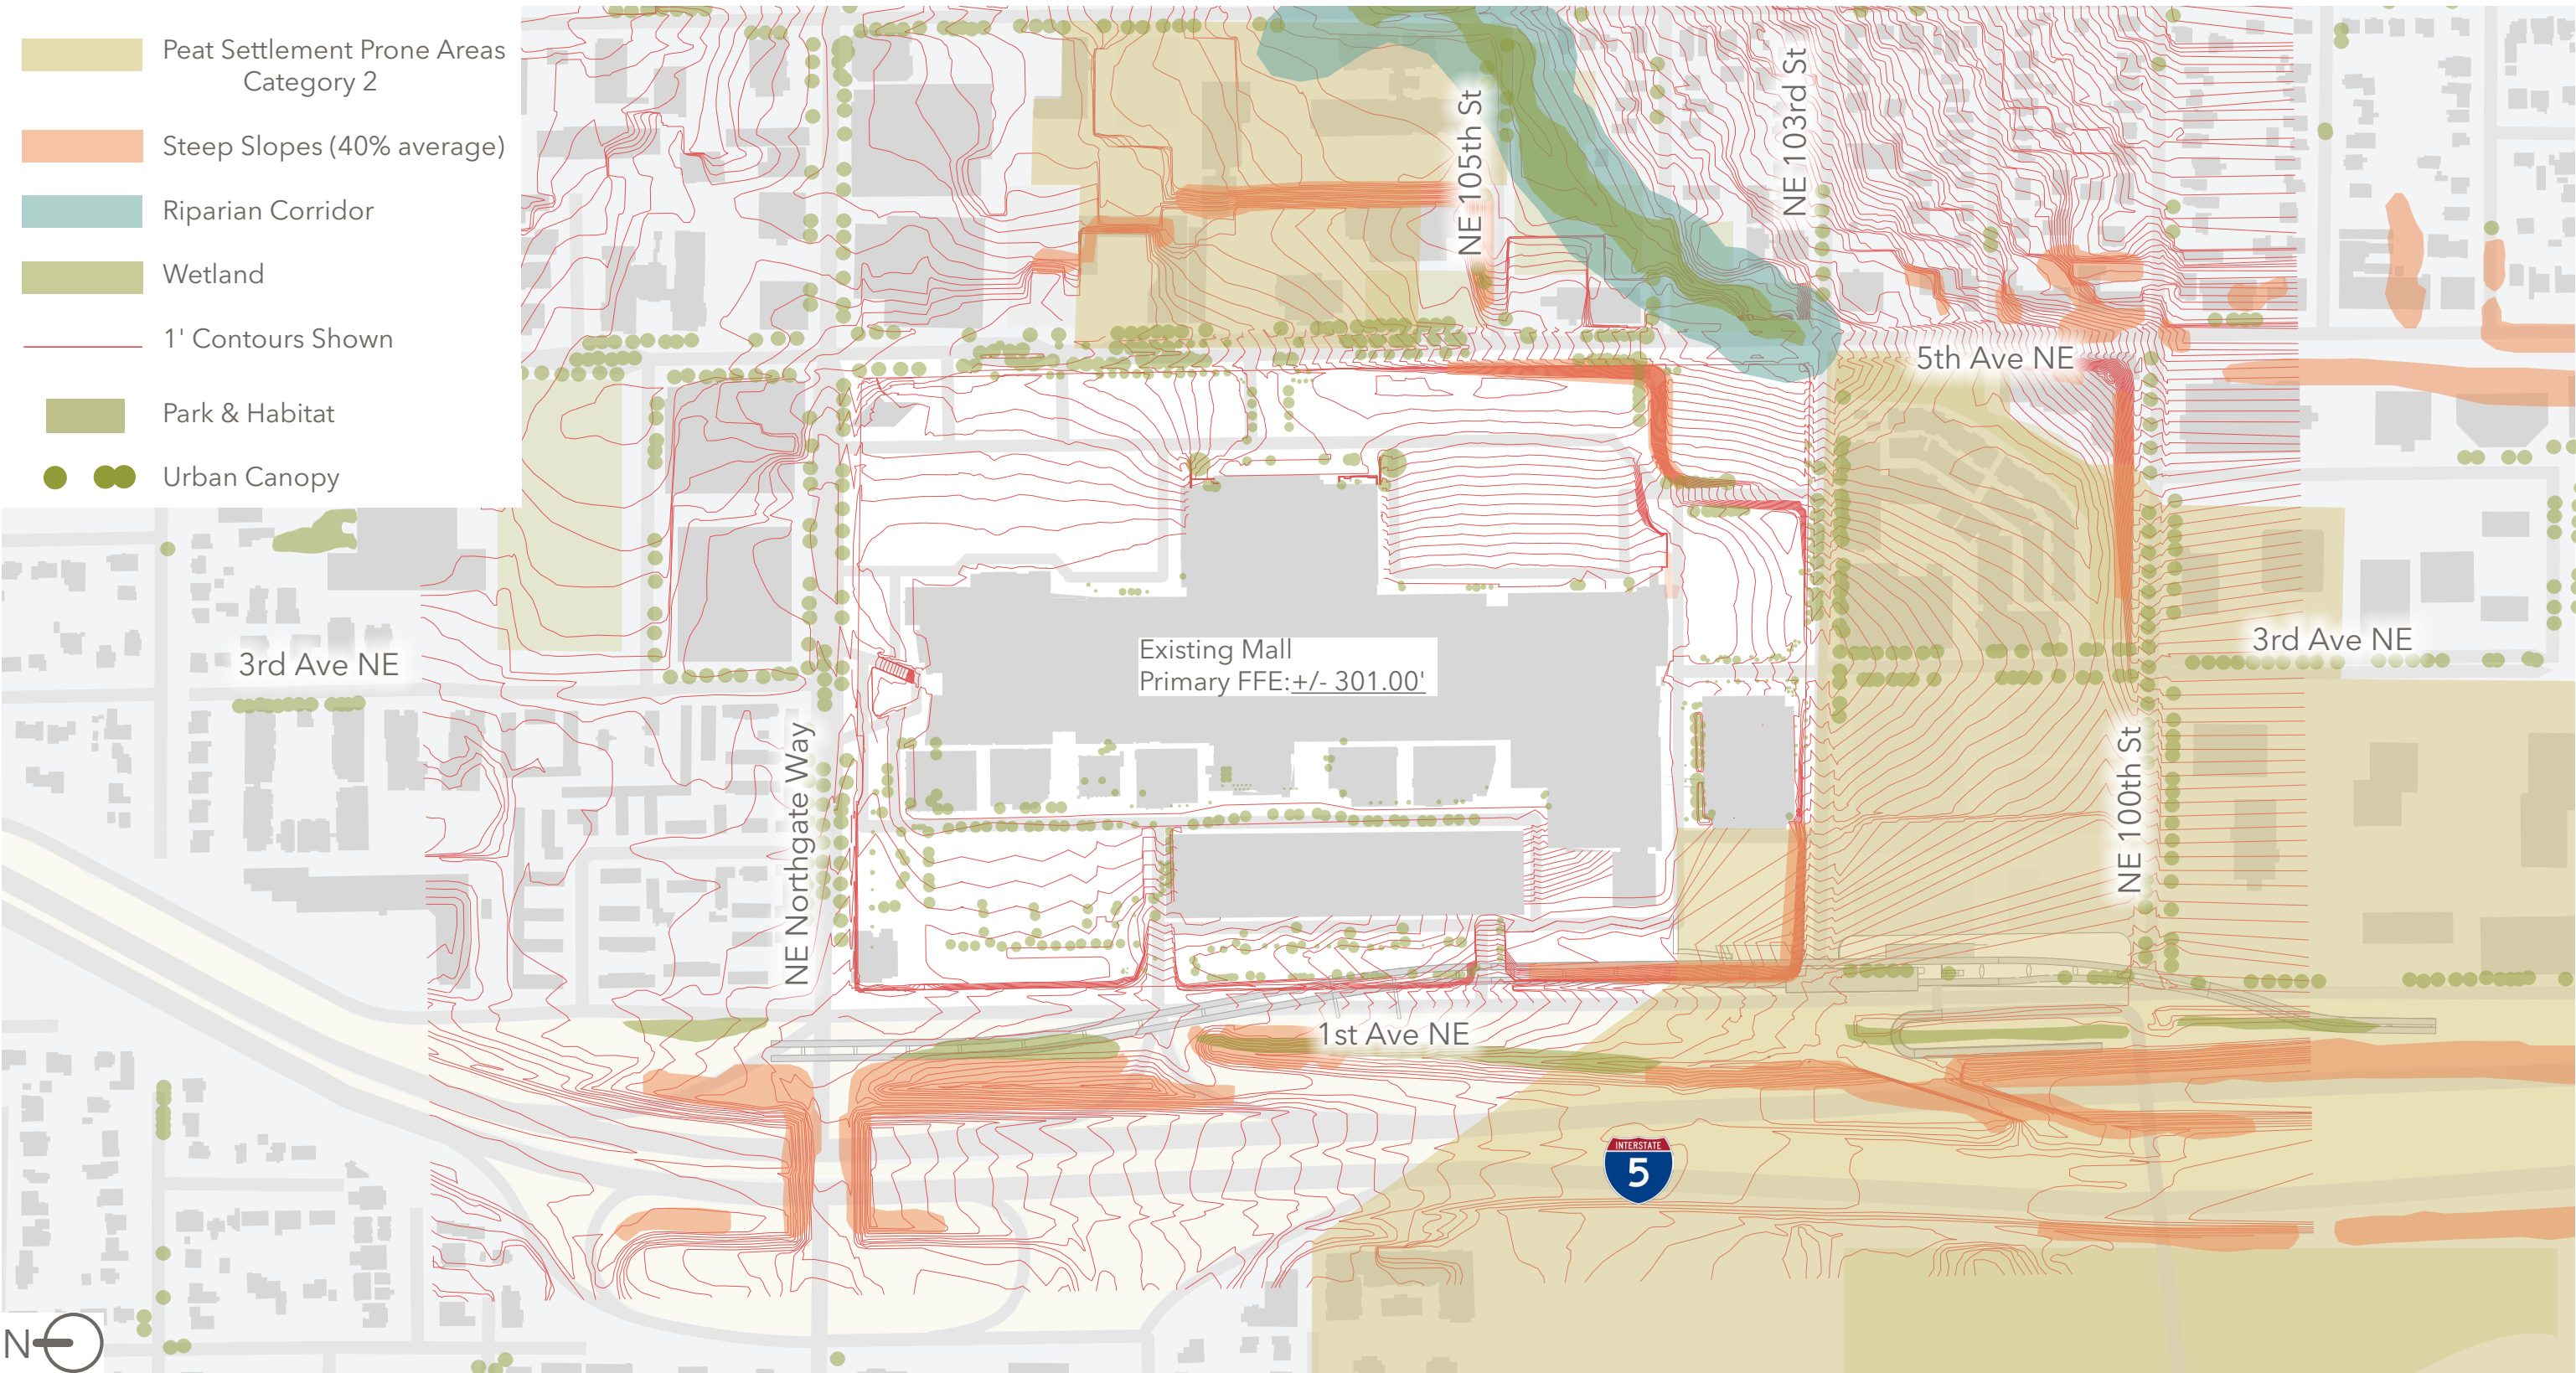 Peat Settlement Prone Areas
Category 2
Steep Slopes (40% average)
Riparian Corridor
Wetland
1' Contours Shown
Park & Habitat
Urban Canopy
NE 105th St
NE 103rd St
5th Ave NE
3rd Ave NE
Existing Mall
Primary FFE:+/- 301.00'
3rd Ave NE
NE Northgate Way
NE 100th St
1st Ave NE
INTERSTATE
5
N